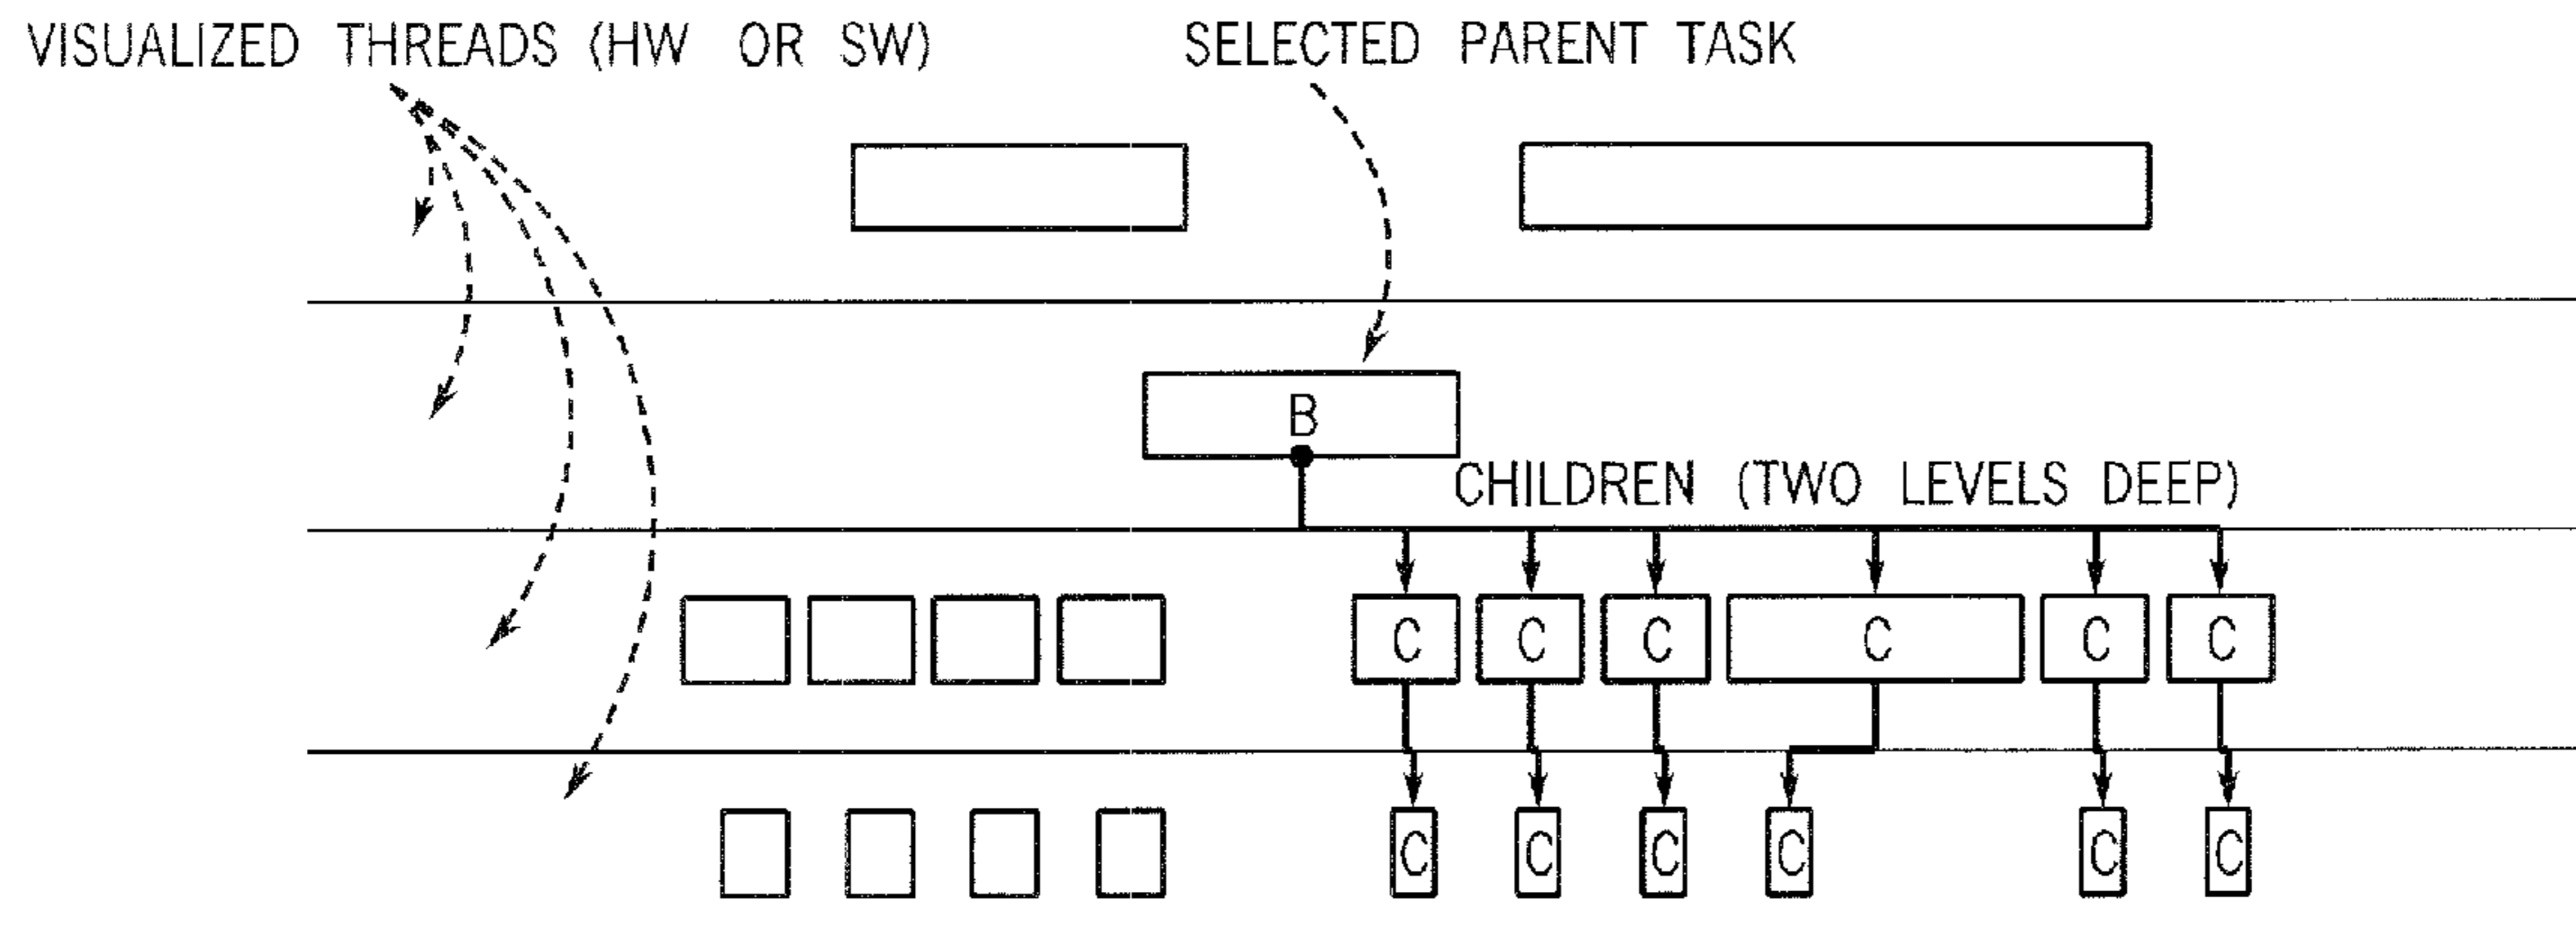 VISUALIZED THREADS (HW OR SW)
SELECTED PARENT TASK
B
CHILDREN (TWO LEVELS DEEP)
C C C C C C
C C C C C C